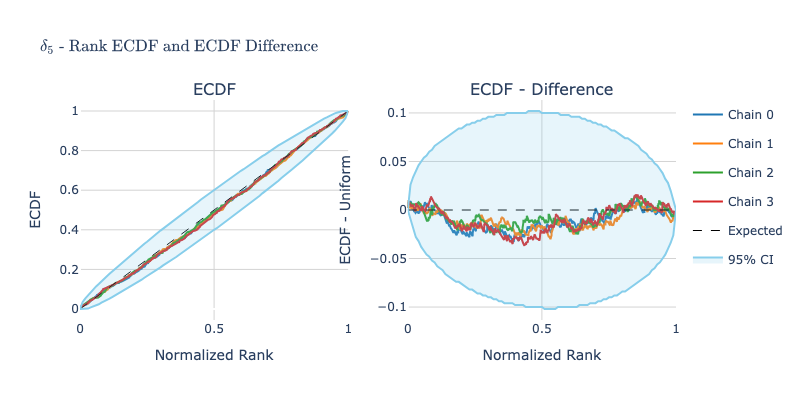 δ₅ - Rank ECDF and ECDF Difference
ECDF
ECDF - Difference
1
0.8
0.6
0.4
0.2
0
0
0.5
1
ECDF
Normalized Rank
0.1
0.05
0
−0.05
−0.1
0
0.5
1
ECDF - Uniform
Normalized Rank
Chain 0
Chain 1
Chain 2
Chain 3
Expected
95% CI